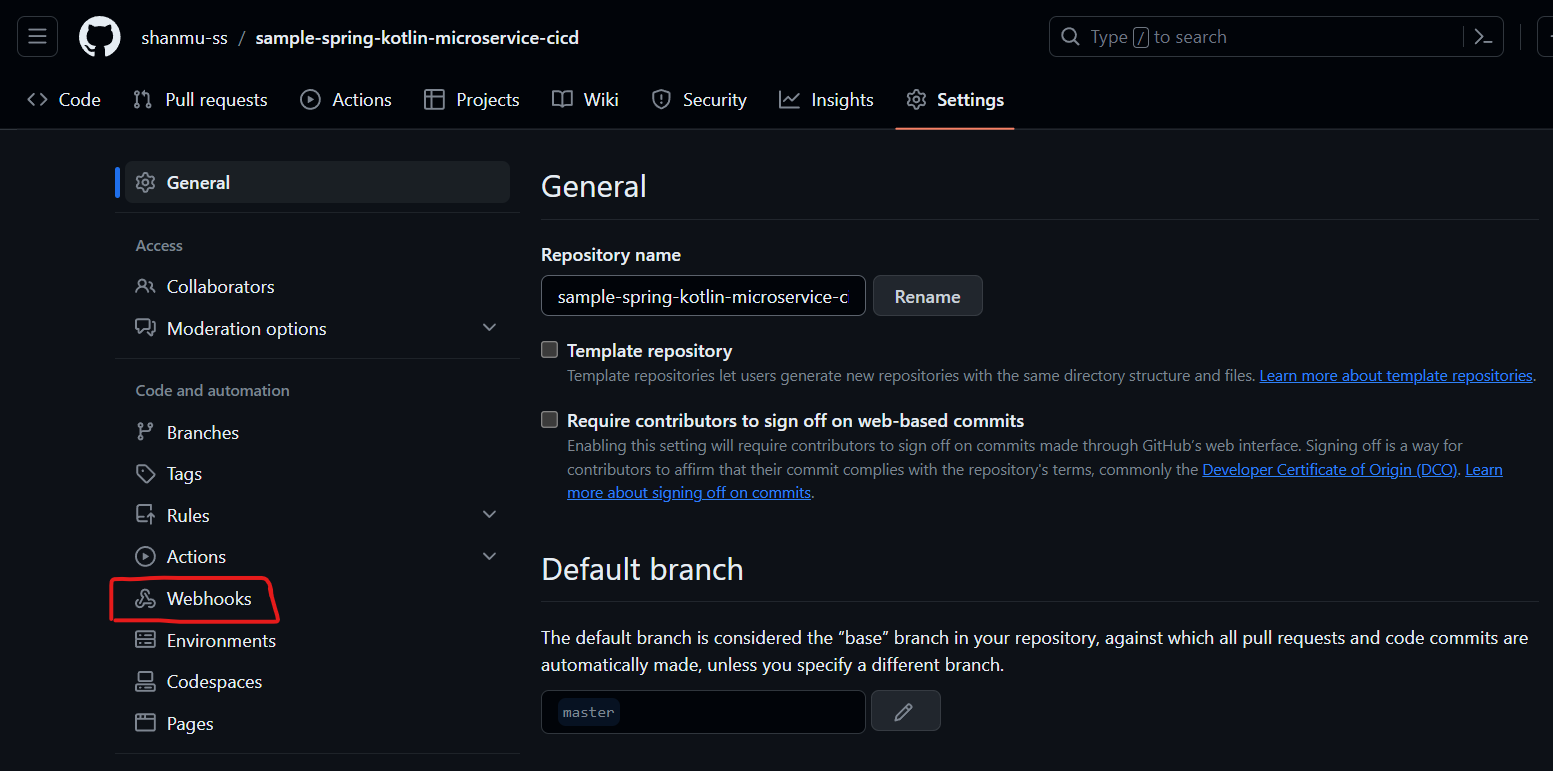 shanmu-ss / sample-spring-kotlin-microservice-cicd
Type / to search
Code Pull requests Actions Projects Wiki Security Insights Settings
General
Access
Collaborators
Moderation options
Code and automation
Branches
Tags
Rules
Actions
Webhooks
Environments
Codespaces
Pages
General
Repository name
sample-spring-kotlin-microservice-c
Rename
Template repository
Template repositories let users generate new repositories with the same directory structure and files. Learn more about template repositories.
Require contributors to sign off on web-based commits
Enabling this setting will require contributors to sign off on commits made through GitHub’s web interface. Signing off is a way for
contributors to affirm that their commit complies with the repository's terms, commonly the Developer Certificate of Origin (DCO). Learn
more about signing off on commits.
Default branch
The default branch is considered the “base” branch in your repository, against which all pull requests and code commits are
automatically made, unless you specify a different branch.
master